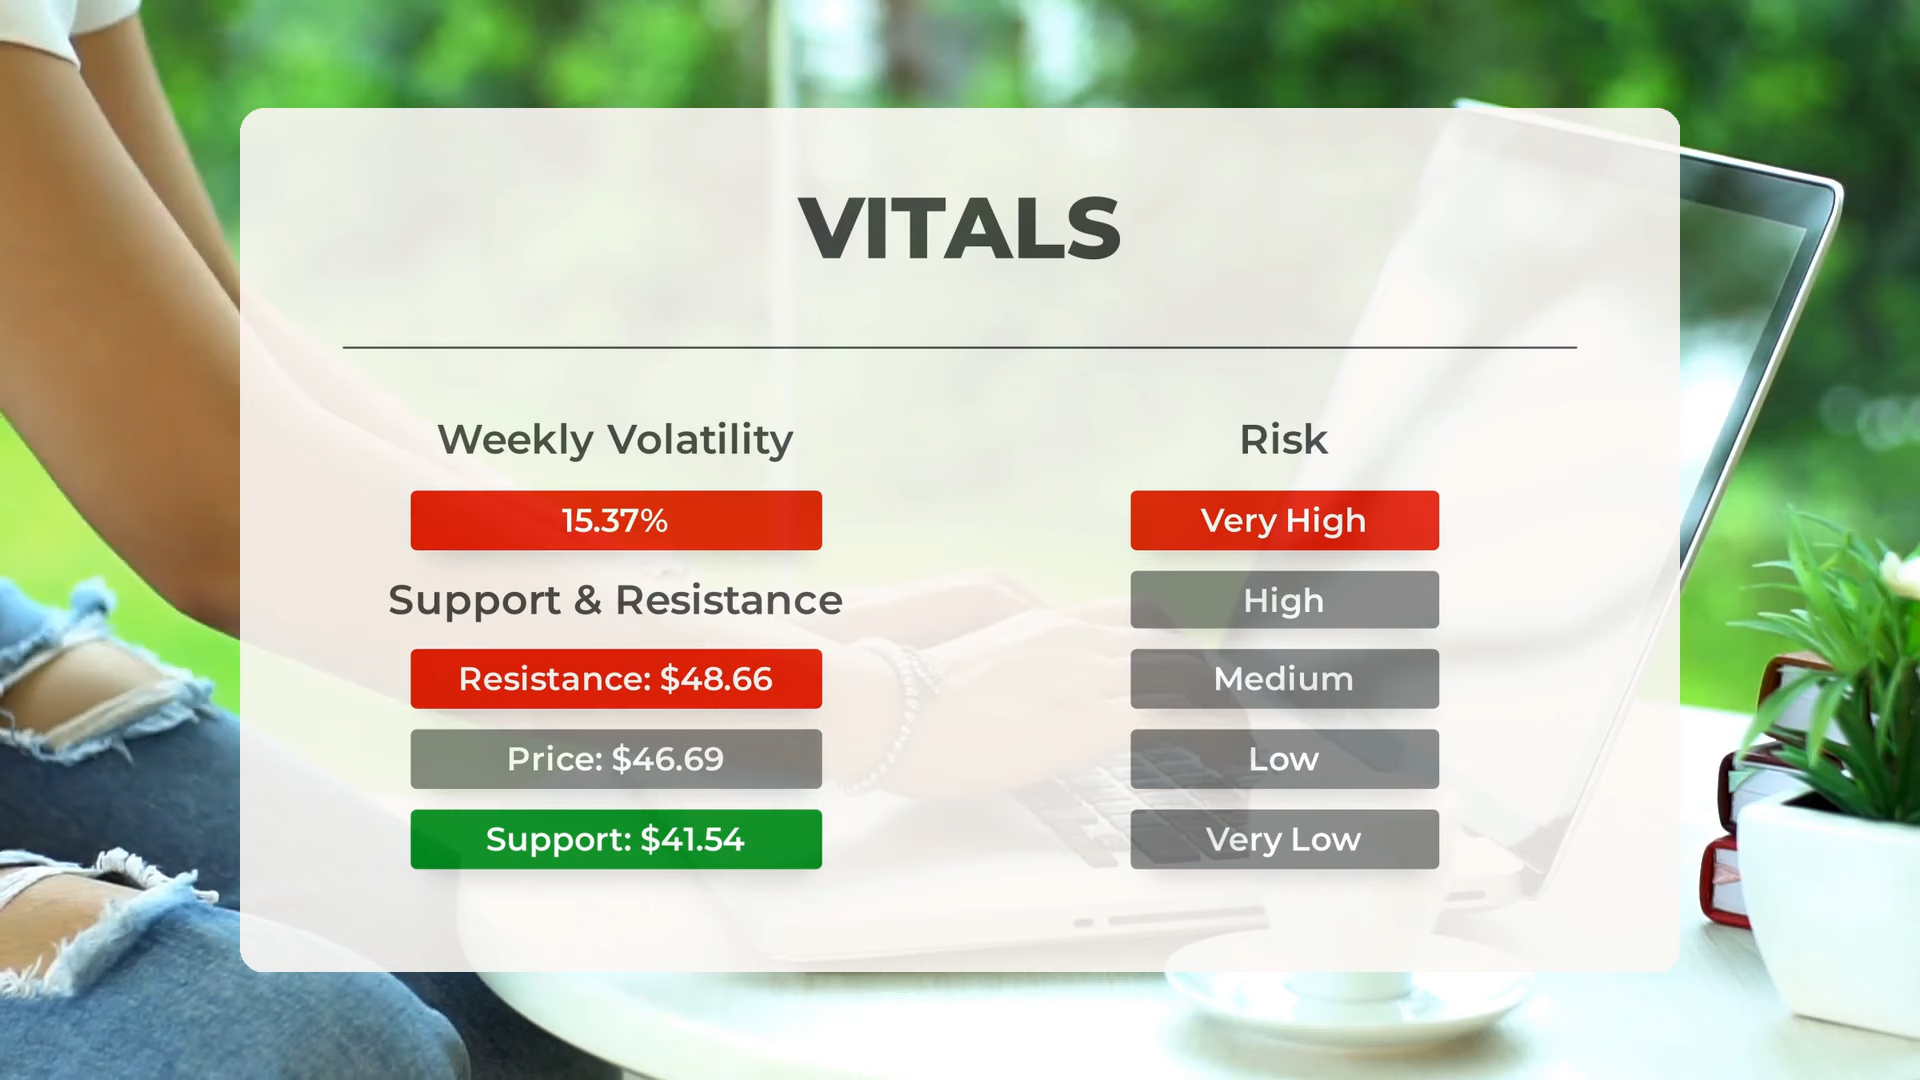 VITALS
Weekly Volatility
15.37%
Support & Resistance
Resistance: $48.66
Price: $46.69
Support: $41.54
Risk
Very High
High
Medium
Low
Very Low